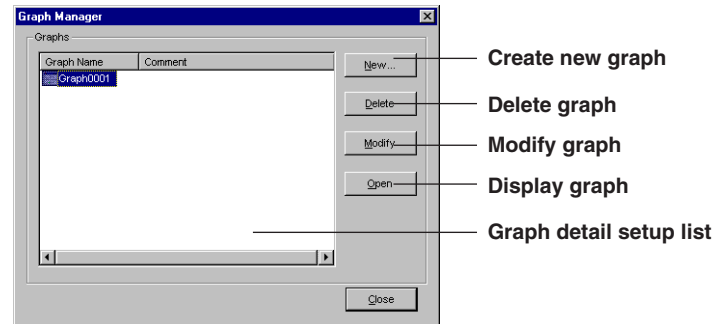 Graph Manager
Graphs
Graph Name Comment
Graph0001
New...
Delete
Modify
Open
Close
Create new graph
Delete graph
Modify graph
Display graph
Graph detail setup list